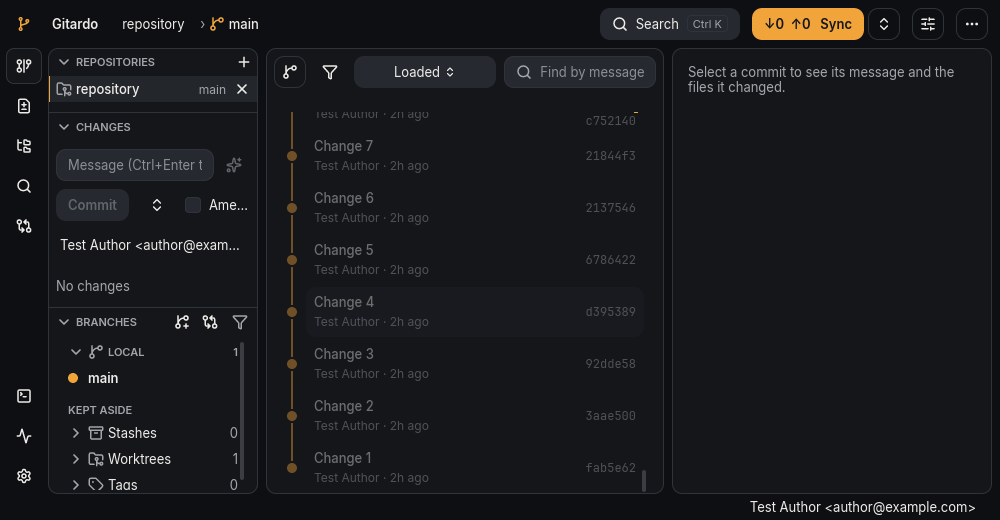 Gitardo repository › main Search Ctrl K ↓0 ↑0 Sync
REPOSITORIES
repository main
CHANGES
Message (Ctrl+Enter t
Commit Ame...
Test Author <author@exam...
No changes
BRANCHES
LOCAL 1
main
KEPT ASIDE
Stashes 0
Worktrees 1
Tags 0
Loaded Find by message
Test Author · 2h ago c752140
Change 7
Test Author · 2h ago 21844f3
Change 6
Test Author · 2h ago 2137546
Change 5
Test Author · 2h ago 6786422
Change 4
Test Author · 2h ago d395389
Change 3
Test Author · 2h ago 92dde58
Change 2
Test Author · 2h ago 3aae500
Change 1
Test Author · 2h ago fab5e62
Select a commit to see its message and the
files it changed.
Test Author <author@example.com>